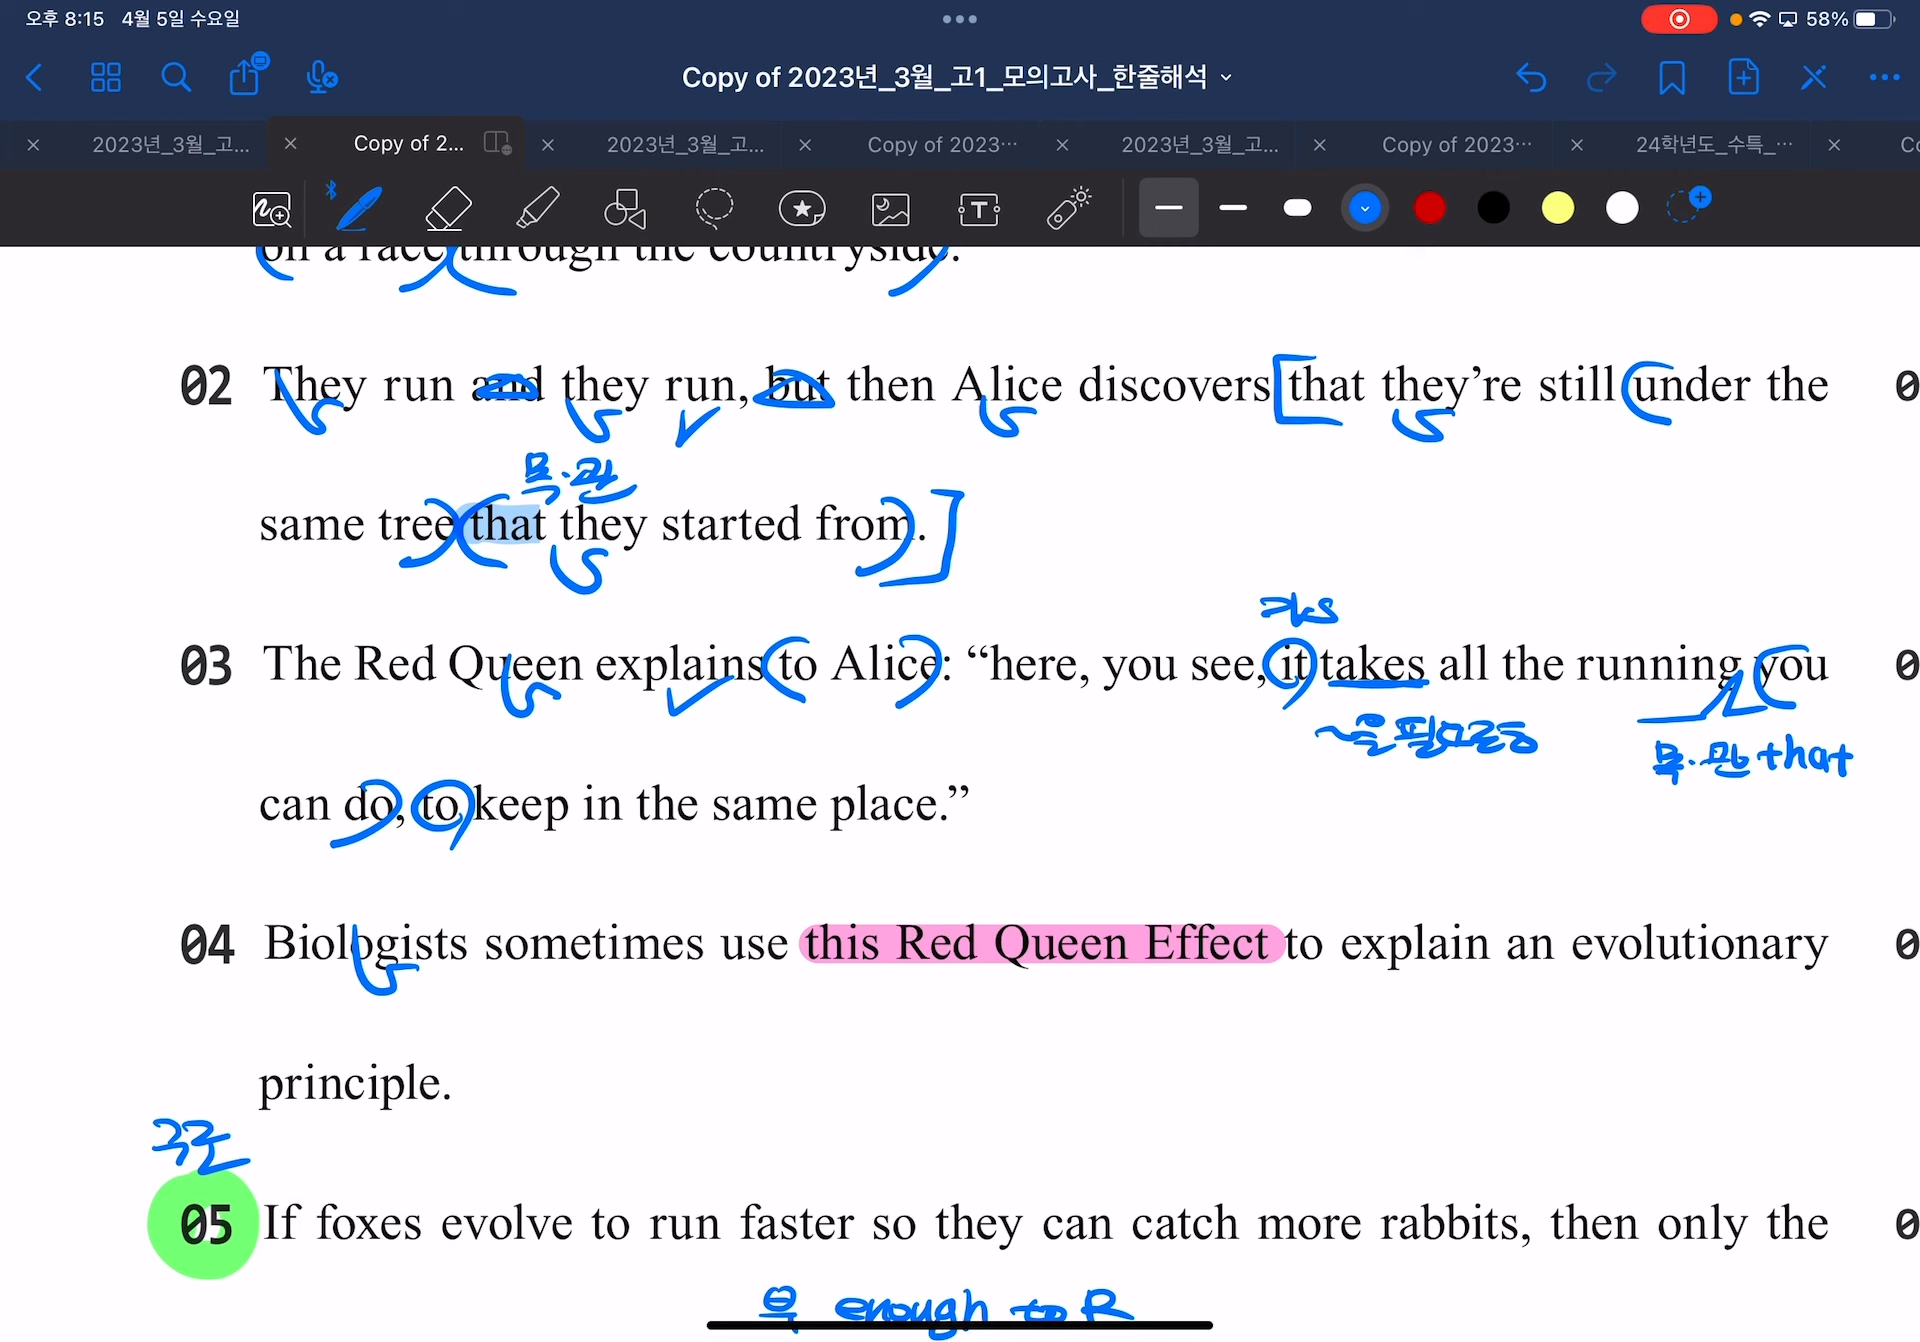 오후 8:15 4월 5일 수요일
58%
Copy of 2023년_3월_고1_모의고사_한줄해석
2023년_3월_고...
Copy of 2...
2023년_3월_고...
Copy of 2023...
2023년_3월_고...
Copy of 2023...
24학년도_수특_...
on a race through the countryside.
02 They run and they run, but then Alice discovers that they're still under the
목·관
same tree that they started from.
가S
03 The Red Queen explains to Alice: “here, you see, it takes all the running you
~을 필요로 함
목·관 that
can do, to keep in the same place.”
04 Biologists sometimes use this Red Queen Effect to explain an evolutionary
principle.
구문
05 If foxes evolve to run faster so they can catch more rabbits, then only the
enough to R